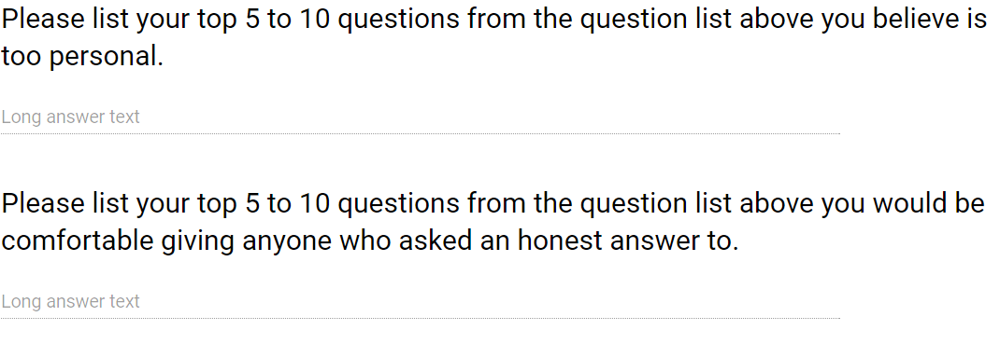 Please list your top 5 to 10 questions from the question list above you believe is
too personal.
Long answer text
Please list your top 5 to 10 questions from the question list above you would be
comfortable giving anyone who asked an honest answer to.
Long answer text